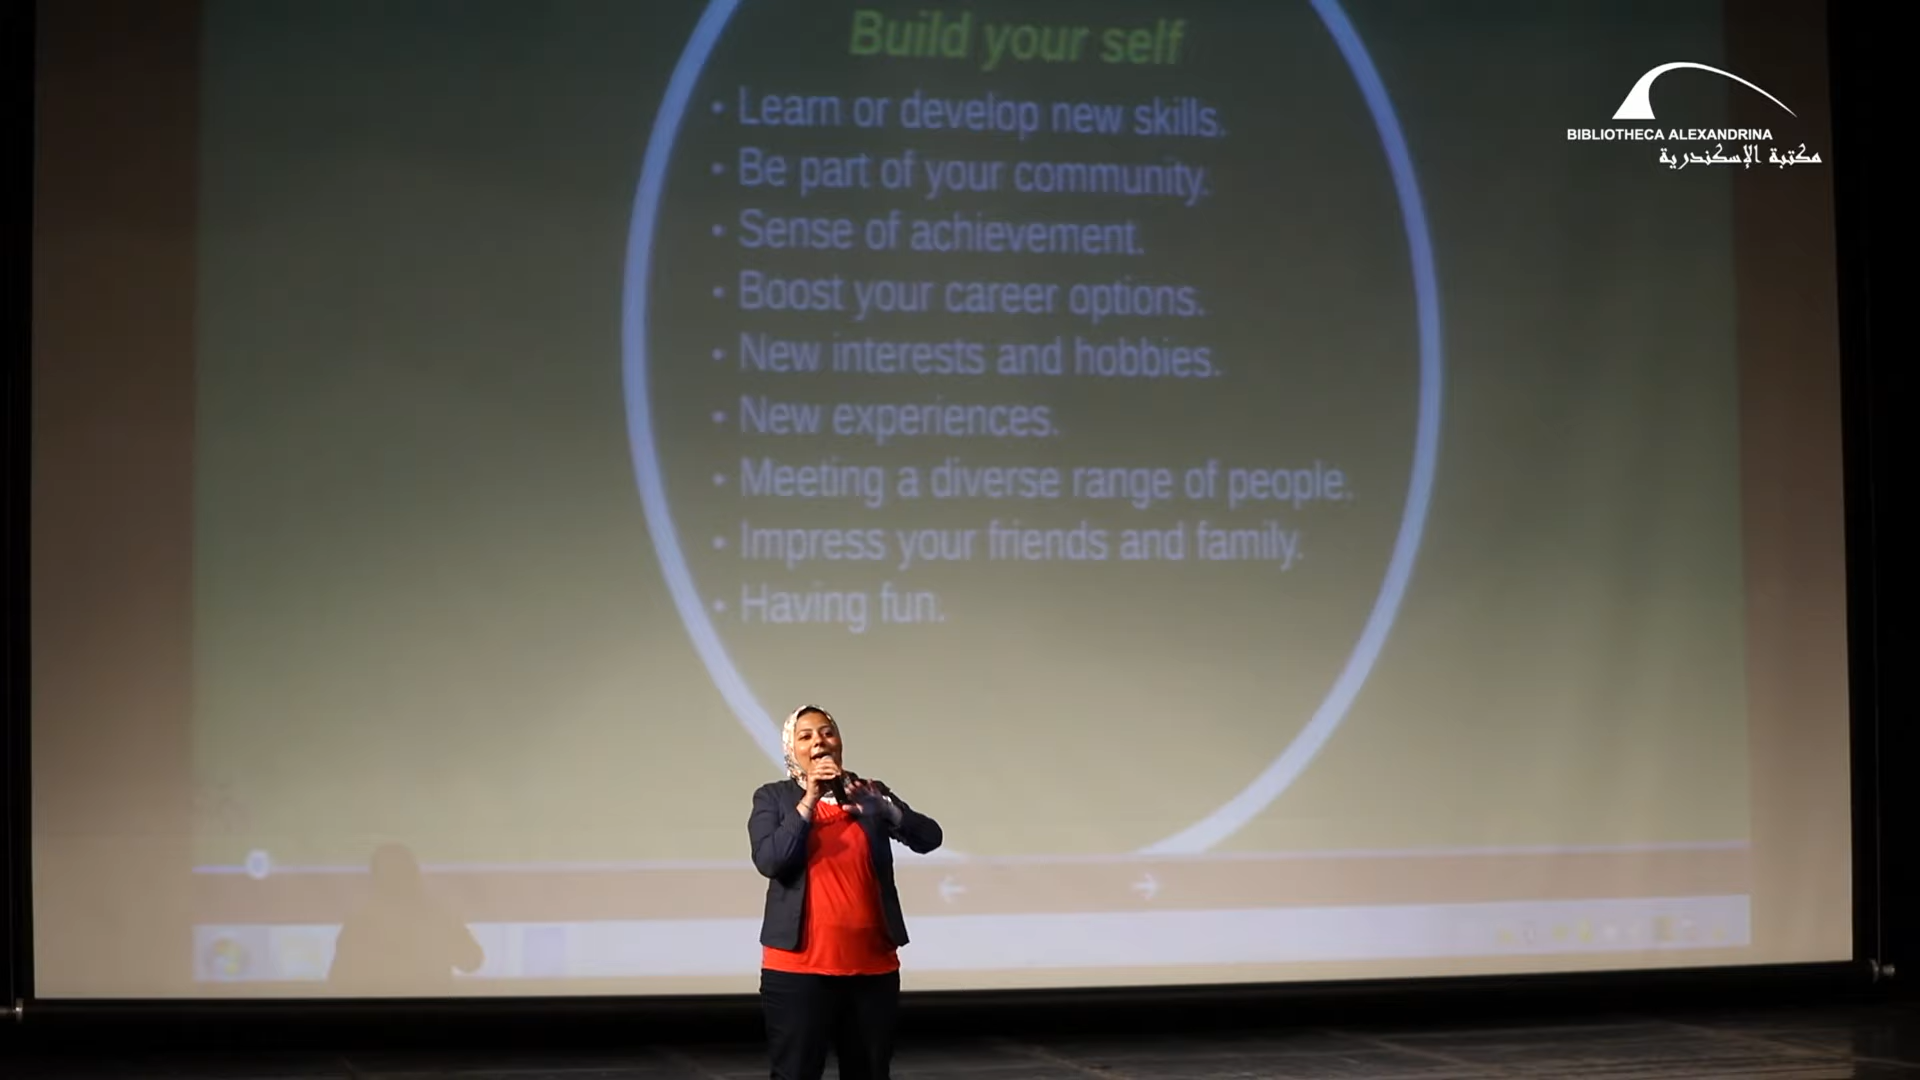 Build your self
• Learn or develop new skills.
• Be part of your community.
• Sense of achievement.
• Boost your career options.
• New interests and hobbies.
• New experiences.
• Meeting a diverse range of people.
• Impress your friends and family.
• Having fun.
BIBLIOTHECA ALEXANDRINA
مكتبة الإسكندرية